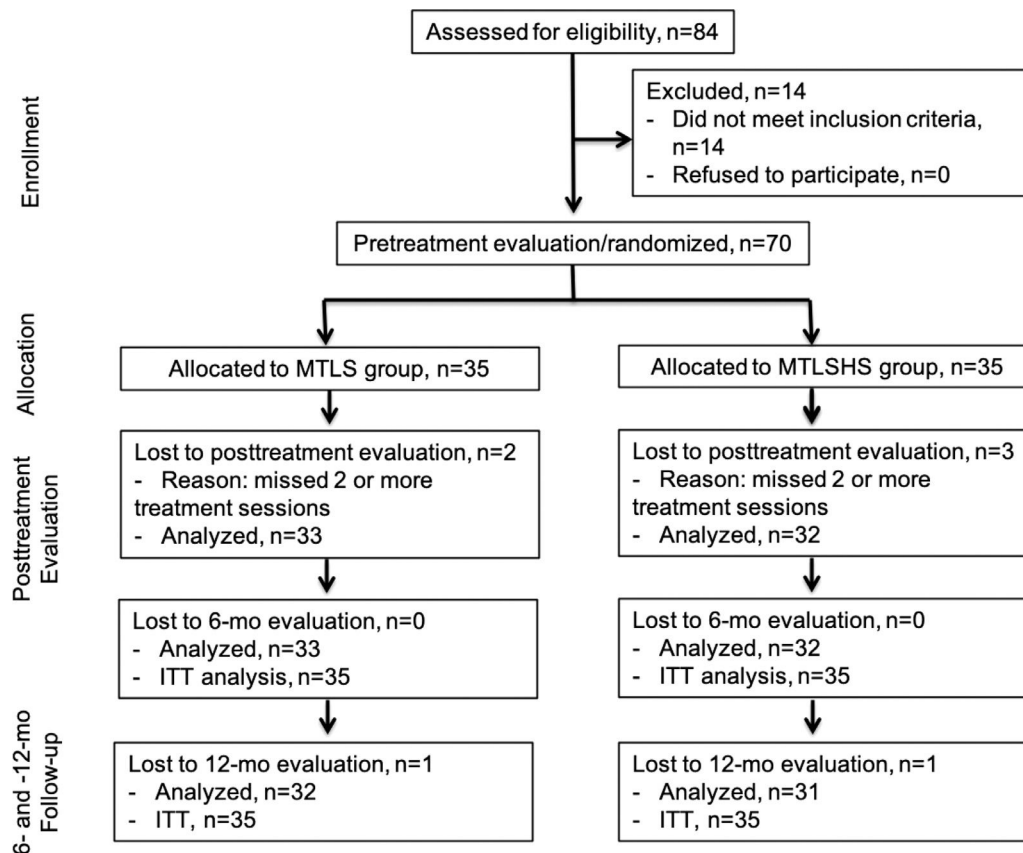 Assessed for eligibility, n=84
Enrollment
Excluded, n=14
- Did not meet inclusion criteria,
n=14
- Refused to participate, n=0
Pretreatment evaluation/randomized, n=70
Allocation
Allocated to MTLS group, n=35
Allocated to MTLSHS group, n=35
Posttreatment
Evaluation
Lost to posttreatment evaluation, n=2
- Reason: missed 2 or more
treatment sessions
- Analyzed, n=33
Lost to posttreatment evaluation, n=3
- Reason: missed 2 or more
treatment sessions
- Analyzed, n=32
Lost to 6-mo evaluation, n=0
- Analyzed, n=33
- ITT analysis, n=35
Lost to 6-mo evaluation, n=0
- Analyzed, n=32
- ITT analysis, n=35
6- and -12-mo
Follow-up
Lost to 12-mo evaluation, n=1
- Analyzed, n=32
- ITT, n=35
Lost to 12-mo evaluation, n=1
- Analyzed, n=31
- ITT, n=35